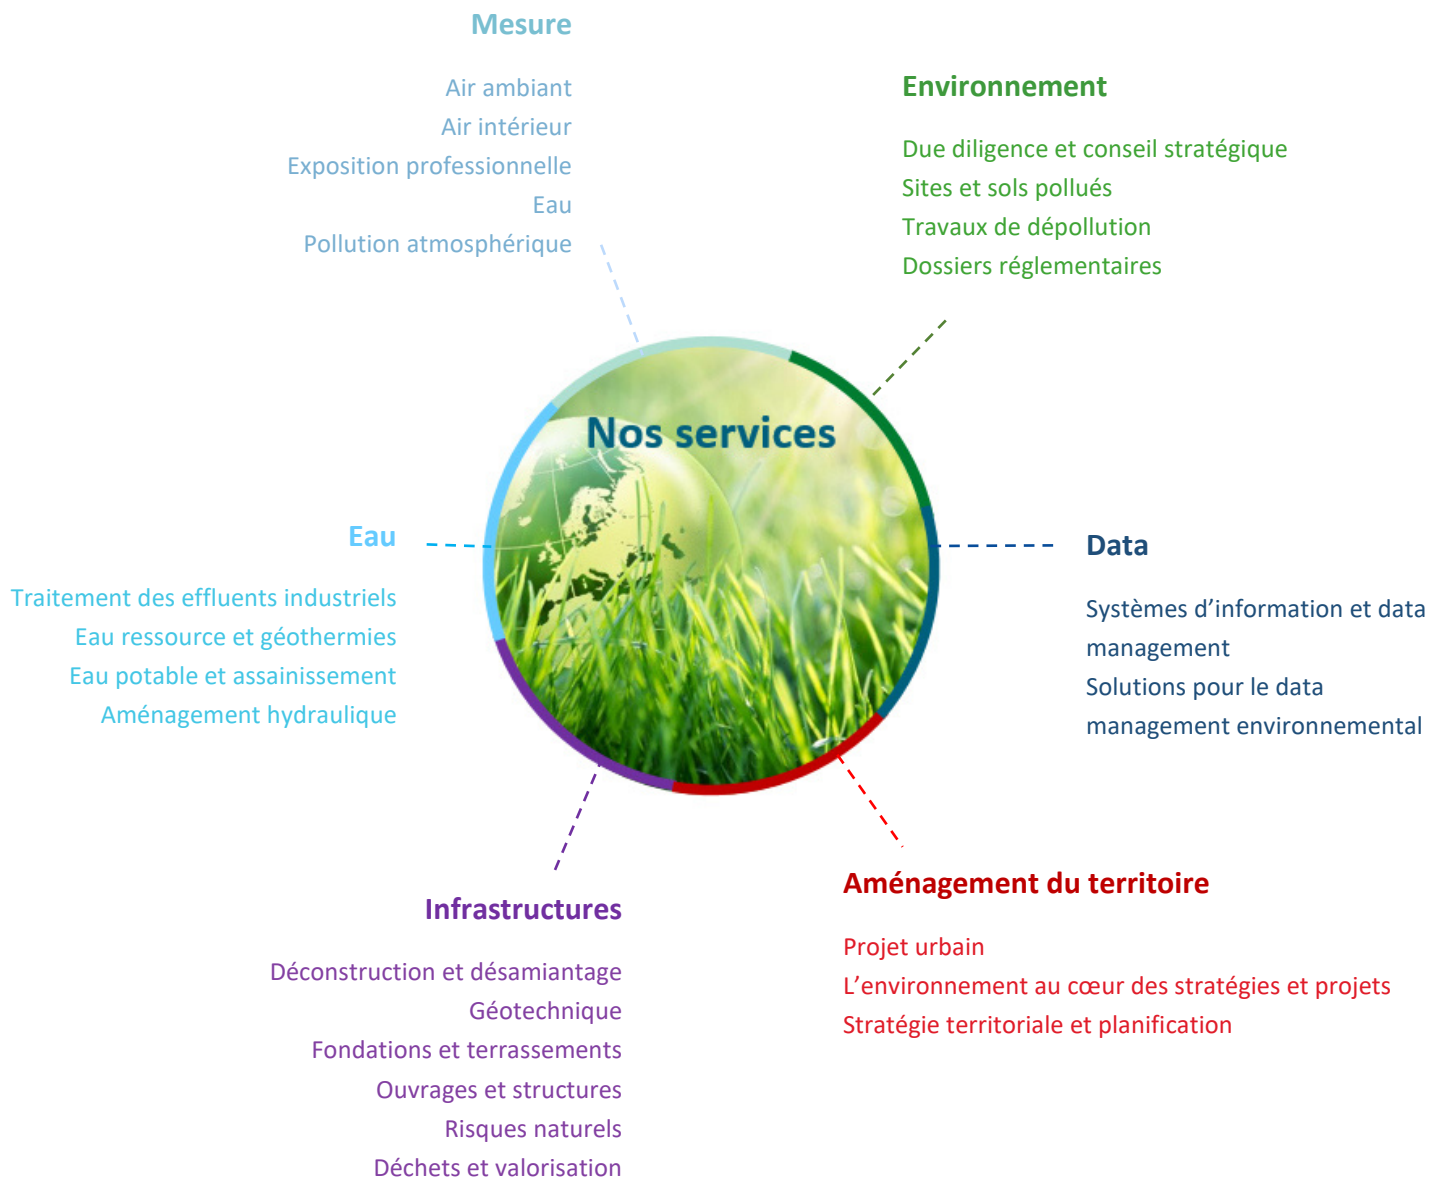 Mesure
Air ambiant
Air intérieur
Exposition professionnelle
Eau
Pollution atmosphérique
Environnement
Due diligence et conseil stratégique
Sites et sols pollués
Travaux de dépollution
Dossiers réglementaires
Nos services
Eau
Traitement des effluents industriels
Eau ressource et géothermies
Eau potable et assainissement
Aménagement hydraulique
Data
Systèmes d’information et data
management
Solutions pour le data
management environnemental
Infrastructures
Déconstruction et désamiantage
Géotechnique
Fondations et terrassements
Ouvrages et structures
Risques naturels
Déchets et valorisation
Aménagement du territoire
Projet urbain
L’environnement au cœur des stratégies et projets
Stratégie territoriale et planification